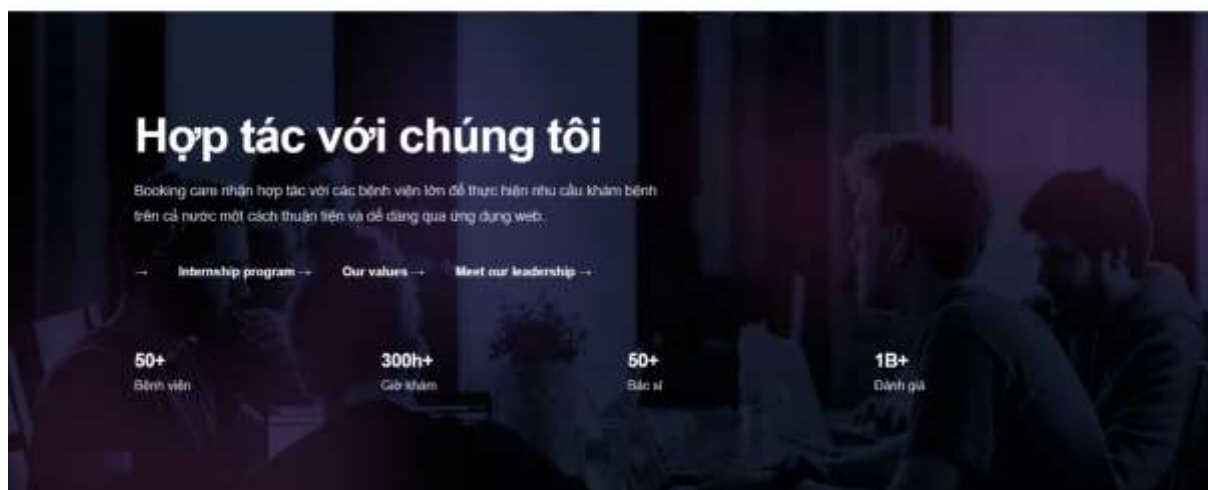 Hợp tác với chúng tôi
Booking care nhận hợp tác với các bệnh viện lớn để thực hiện nhu cầu khám bệnh
trên cả nước một cách thuận tiện và dễ dàng qua ứng dụng web.
→ Internship program → Our values → Meet our leadership →
50+ 300h+ 50+ 1B+
Bệnh viện Giờ khám Bác sĩ Đánh giá